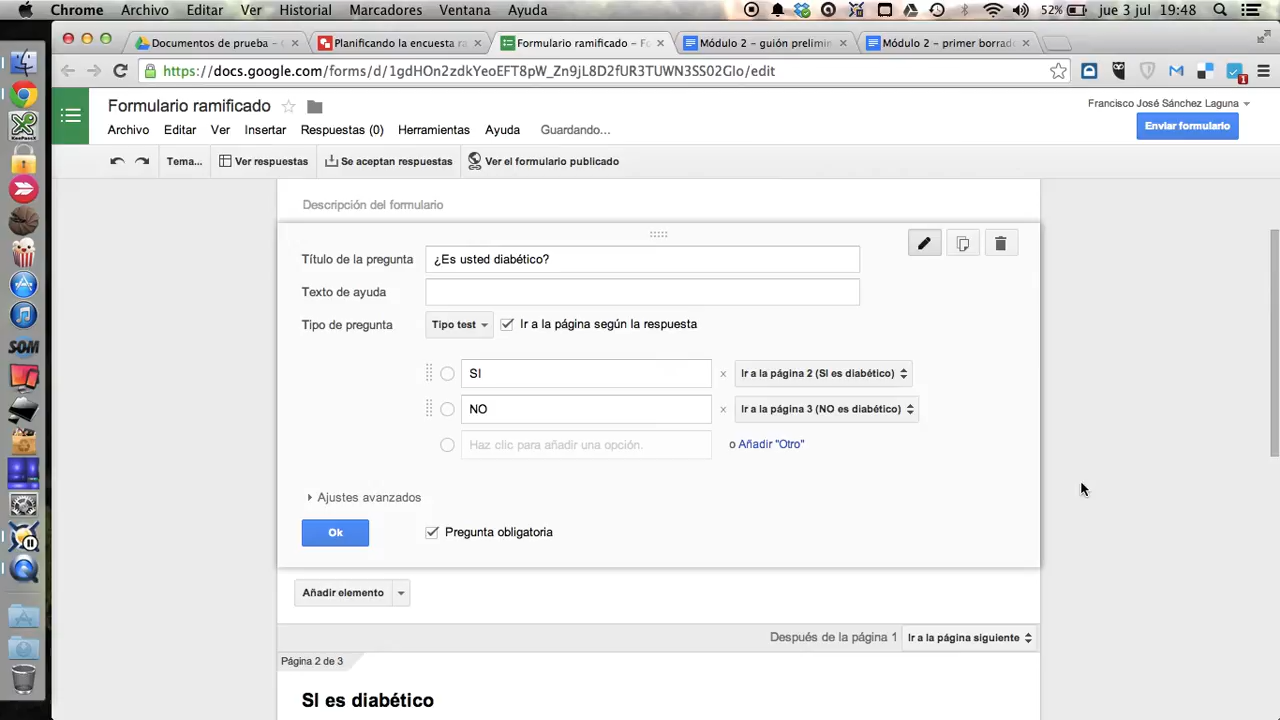 Chrome Archivo Editar Ver Historial Marcadores Ventana Ayuda 52% jue 3 jul 19:48
Documentos de prueba – Planificando la encuesta ra Formulario ramificado – Fo Módulo 2 – guión prelimin Módulo 2 – primer borrad
https://docs.google.com/forms/d/1gdHOn2zdkYeoEFT8pW_Zn9jL8D2fUR3TUWN3SS02Glo/edit
1
Formulario ramificado
Francisco José Sánchez Laguna
Archivo Editar Ver Insertar Respuestas (0) Herramientas Ayuda Guardando...
Enviar formulario
Tema... Ver respuestas Se aceptan respuestas Ver el formulario publicado
Descripción del formulario
Título de la pregunta ¿Es usted diabético?
Texto de ayuda
Tipo de pregunta Tipo test Ir a la página según la respuesta
SI × Ir a la página 2 (SI es diabético)
NO × Ir a la página 3 (NO es diabético)
Haz clic para añadir una opción. o Añadir "Otro"
Ajustes avanzados
Ok Pregunta obligatoria
Añadir elemento
Después de la página 1 Ir a la página siguiente
Página 2 de 3
SI es diabético
SOM